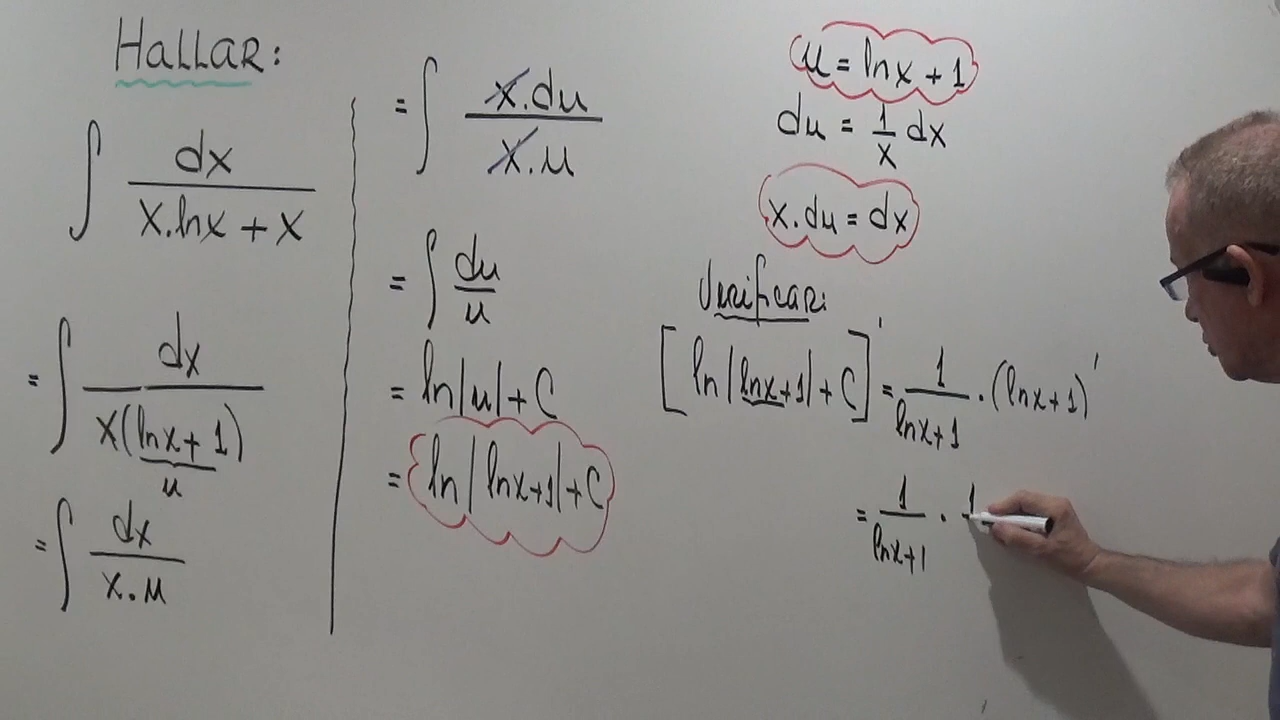 Hallar:
∫ dx / (x.lnx + x)
= ∫ dx / (x(lnx + 1))
u
= ∫ dx / (x.u)
= ∫ x.du / (x.u)
= ∫ du / u
= ln|u| + C
= ln|lnx+1| + C
u = lnx + 1
du = 1/x dx
x.du = dx
Verificar:
[ln|lnx+1| + C]' = 1/(lnx+1) . (lnx+1)'
= 1/(lnx+1) . 1